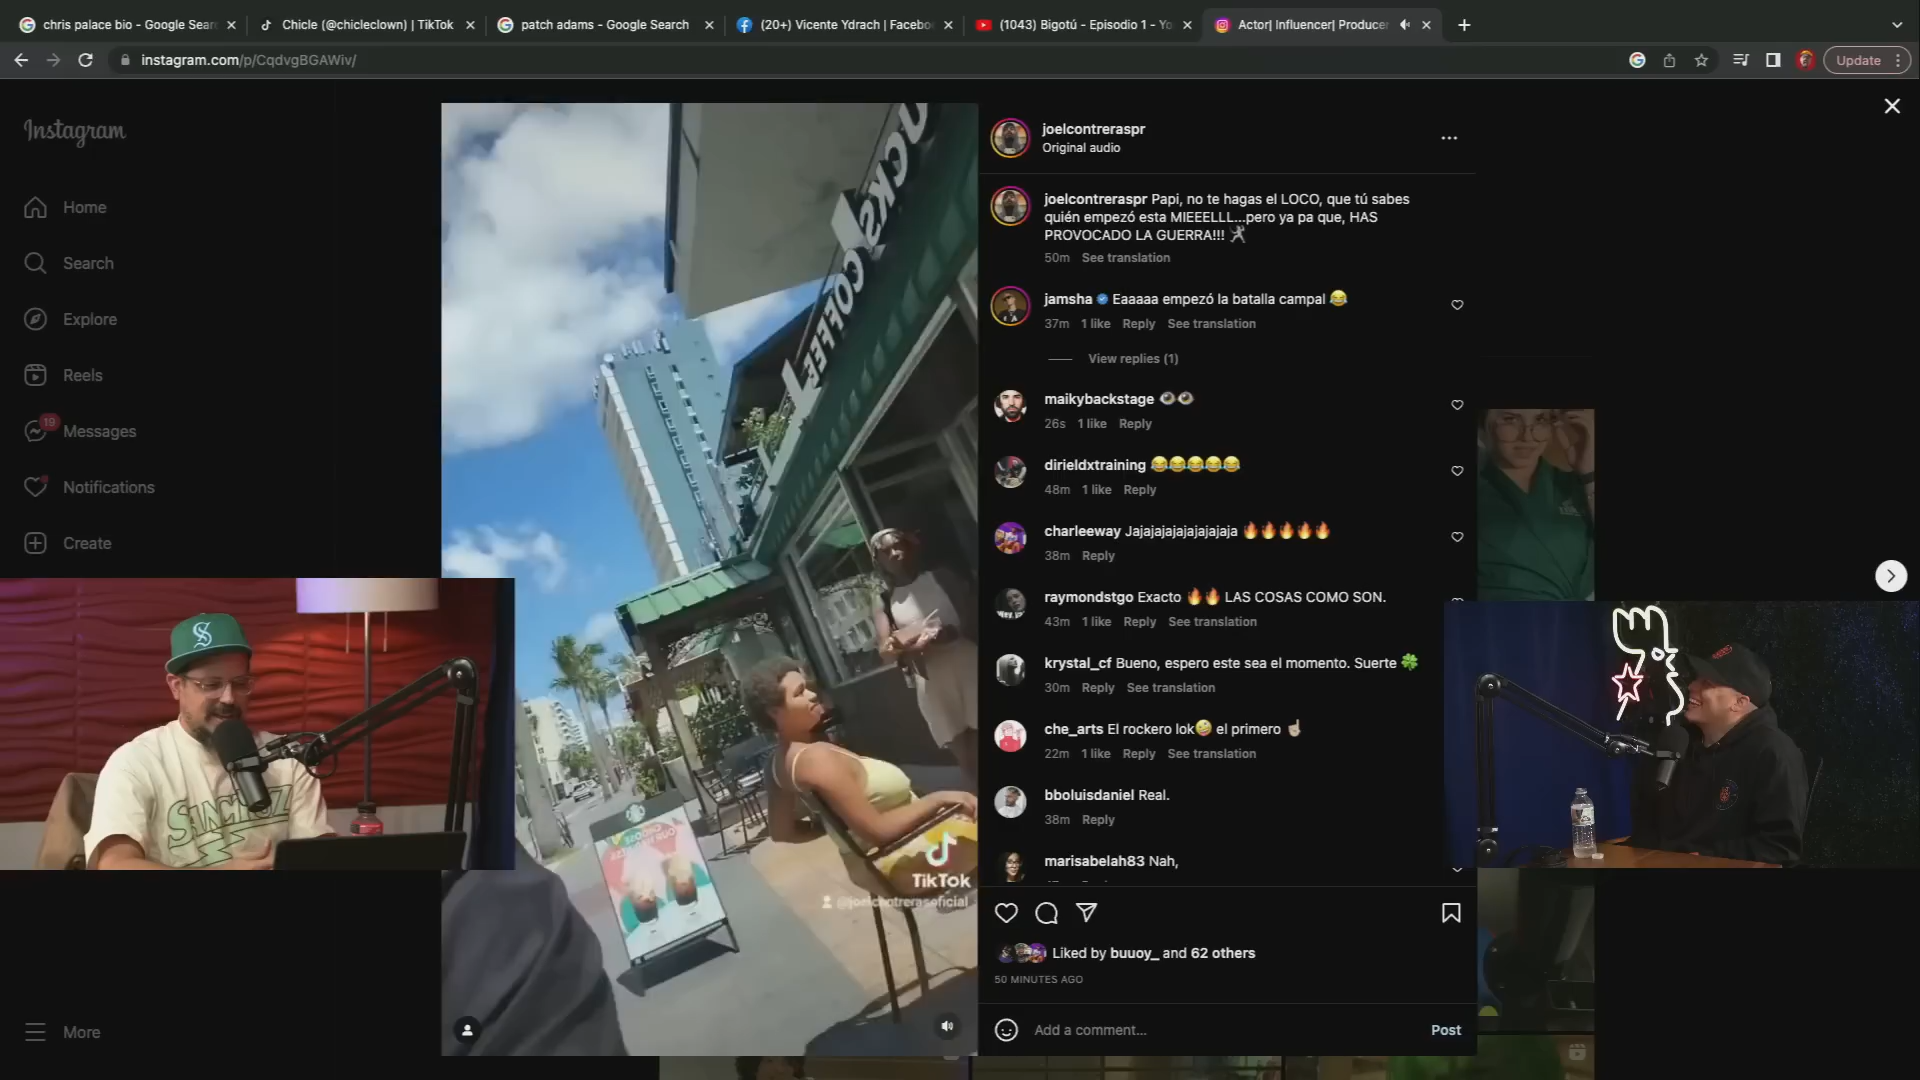 chris palace bio - Google Sear
Chicle (@chicleclown) | TikTok
patch adams - Google Search
(20+) Vicente Ydrach | Facebo
(1043) Bigotú - Episodio 1 - Yo
Actor| Influencer| Producer
instagram.com/p/CqdvgBGAWiv/
Update
Instagram
Home
Search
Explore
Reels
19
Messages
Notifications
Create
More
COFFEE
TikTok
@joelcontrerasoficial
S
joelcontreraspr
Original audio
joelcontreraspr Papi, no te hagas el LOCO, que tú sabes
quién empezó esta MIEEELLL...pero ya pa que, HAS
PROVOCADO LA GUERRA!!!
50m See translation
jamsha Eaaaaa empezó la batalla campal 😂
37m 1 like Reply See translation
View replies (1)
maikybackstage 👁️👁️
26s 1 like Reply
dirieldxtraining 😂😂😂😂😂
48m 1 like Reply
charleeway Jajajajajajajajajaja 🔥🔥🔥🔥🔥
38m Reply
raymondstgo Exacto 🔥🔥 LAS COSAS COMO SON.
43m 1 like Reply See translation
krystal_cf Bueno, espero este sea el momento. Suerte 🍀
30m Reply See translation
che_arts El rockero lok🤪 el primero ☝🏼
22m 1 like Reply See translation
bboluisdaniel Real.
38m Reply
marisabelah83 Nah,
Liked by buuoy_ and 62 others
50 MINUTES AGO
Add a comment...
Post